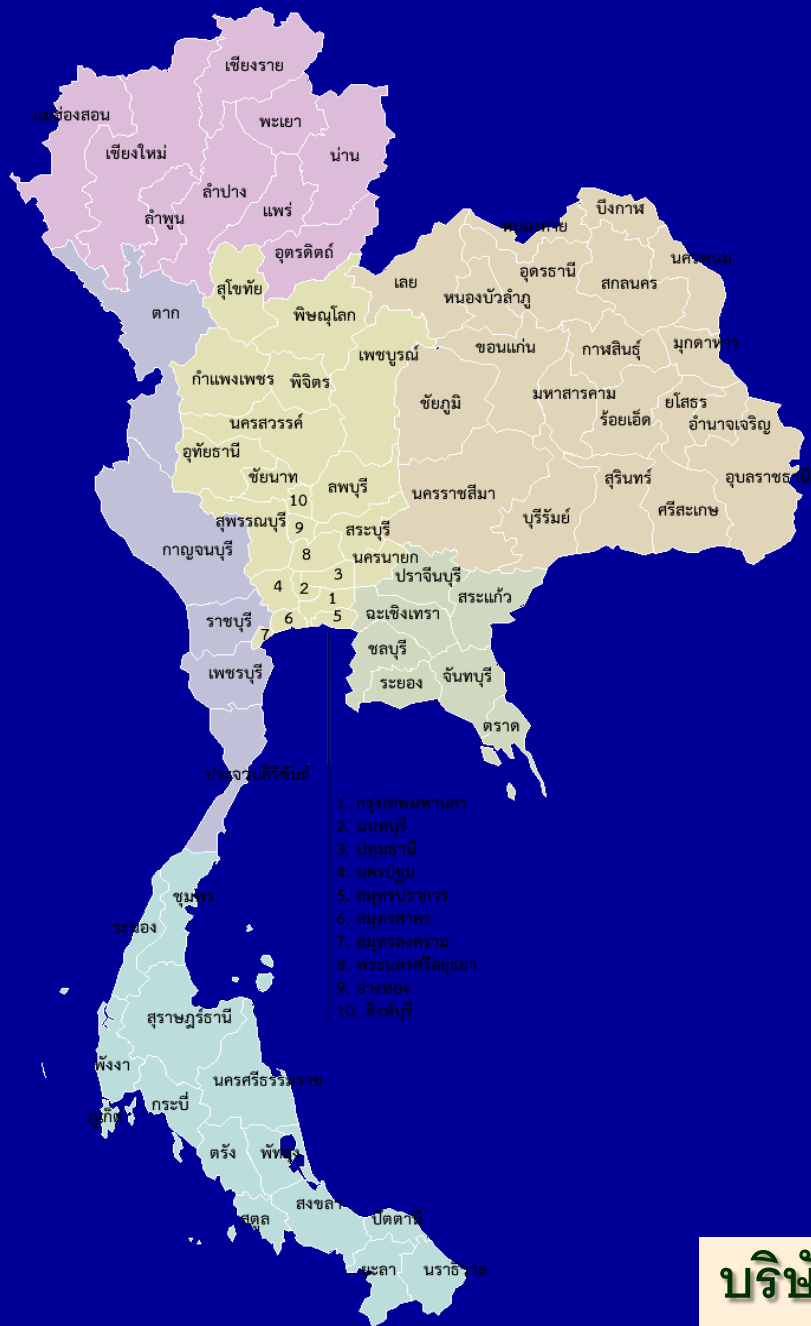 เชียงราย
แม่ฮ่องสอน
พะเยา
เชียงใหม่
น่าน
ลำปาง
แพร่
ลำพูน
อุตรดิตถ์
บึงกาฬ
หนองคาย
นครพนม
อุดรธานี
เลย
สกลนคร
สุโขทัย
หนองบัวลำภู
ตาก
พิษณุโลก
เพชบูรณ์
ขอนแก่น
กาฬสินธุ์
มุกดาหาร
กำแพงเพชร
พิจิตร
มหาสารคาม
ชัยภูมิ
ยโสธร
ร้อยเอ็ด
อำนาจเจริญ
นครสวรรค์
อุทัยธานี
ชัยนาท
ลพบุรี
นครราชสีมา
สุรินทร์
อุบลราชธานี
10
สุพรรณบุรี
9
สระบุรี
บุรีรัมย์
ศรีสะเกษ
กาญจนบุรี
8
นครนายก
3
ปราจีนบุรี
4
2
1
สระแก้ว
ราชบุรี
6
5
ฉะเชิงเทรา
7
ชลบุรี
เพชรบุรี
ระยอง
จันทบุรี
ตราด
ประจวบคีรีขันธ์
1. กรุงเทพมหานคร
2. นนทบุรี
3. ปทุมธานี
4. นครปฐม
5. สมุทรปราการ
6. สมุทรสาคร
7. สมุทรสงคราม
8. พระนครศรีอยุธยา
9. อ่างทอง
10. สิงห์บุรี
ชุมพร
ระนอง
สุราษฎร์ธานี
พังงา
นครศรีธรรมราช
กระบี่
ภูเก็ต
ตรัง
พัทลุง
สงขลา
สตูล
ปัตตานี
ยะลา
นราธิวาส
บริษั